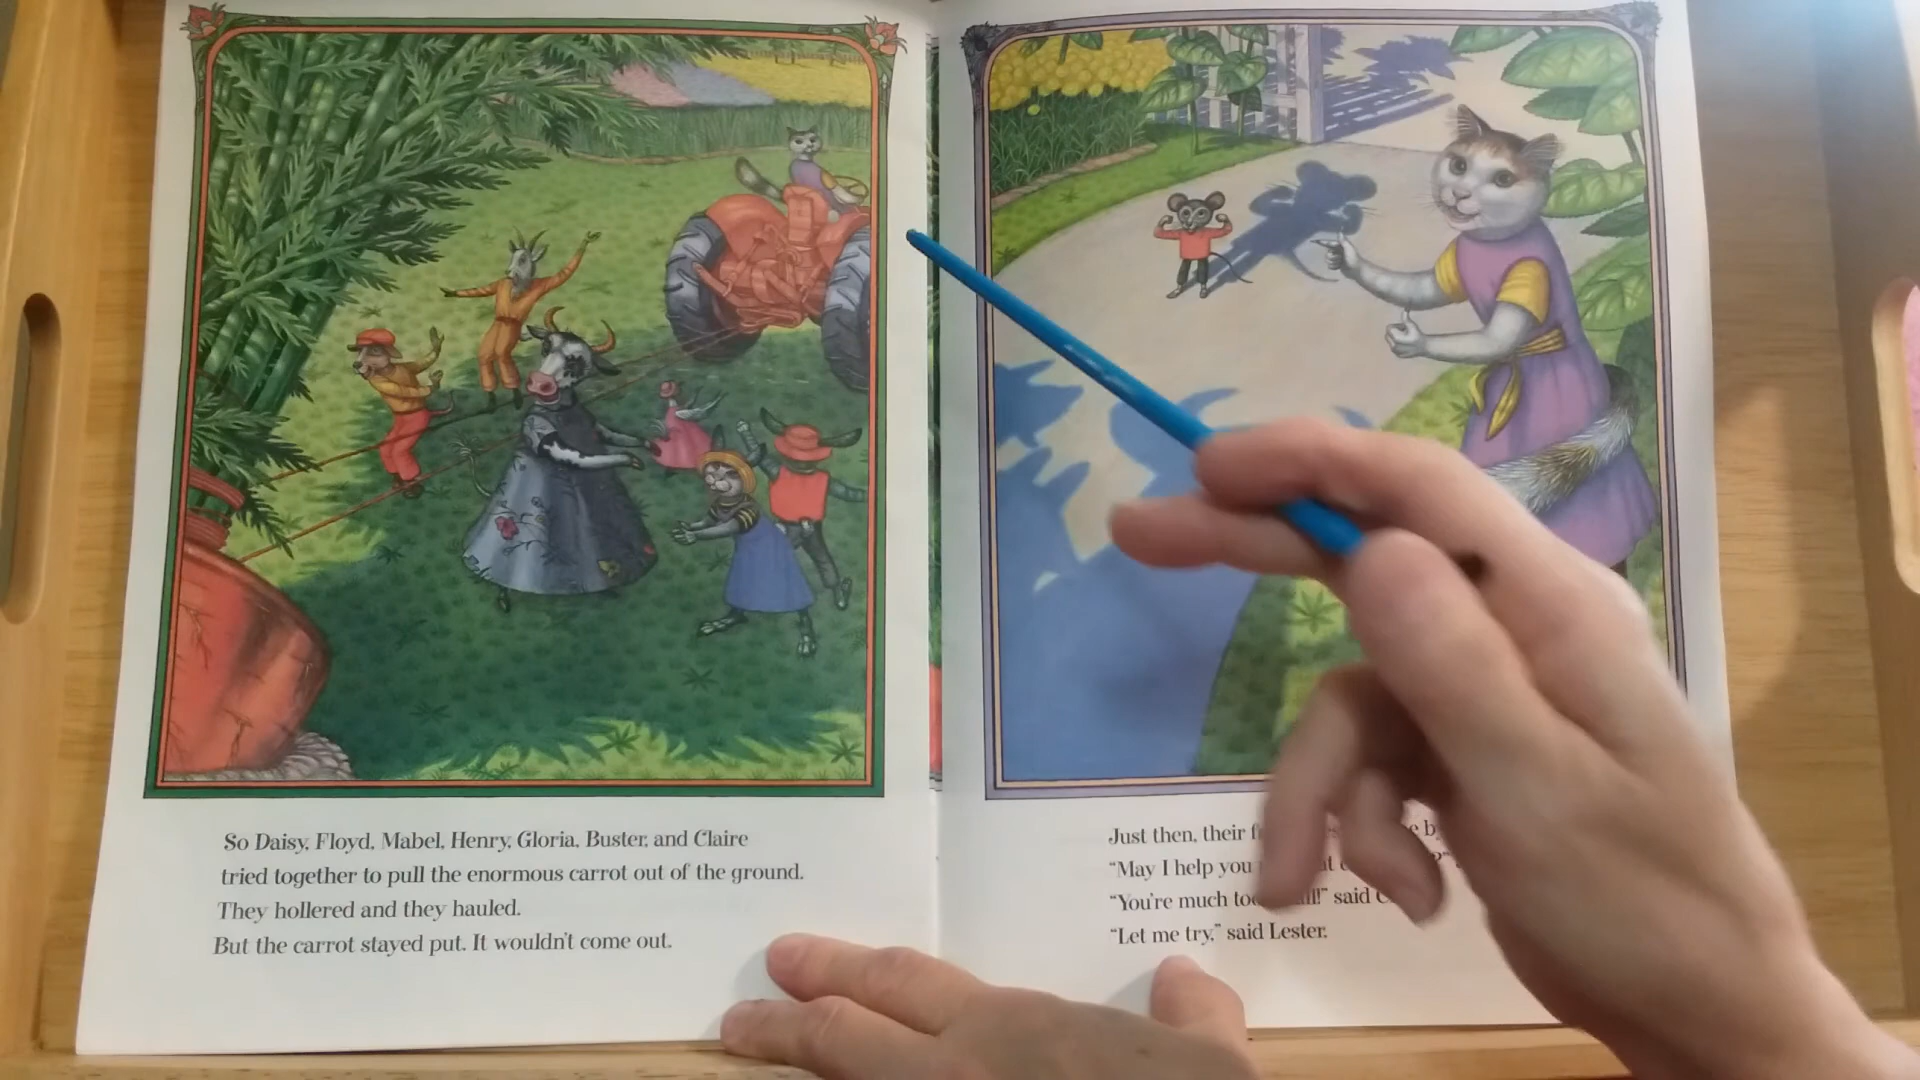 So Daisy, Floyd, Mabel, Henry, Gloria, Buster, and Claire
tried together to pull the enormous carrot out of the ground.
They hollered and they hauled.
But the carrot stayed put. It wouldn't come out.
Just then, their
"May I help you
"You're much too said
"Let me try," said Lester.